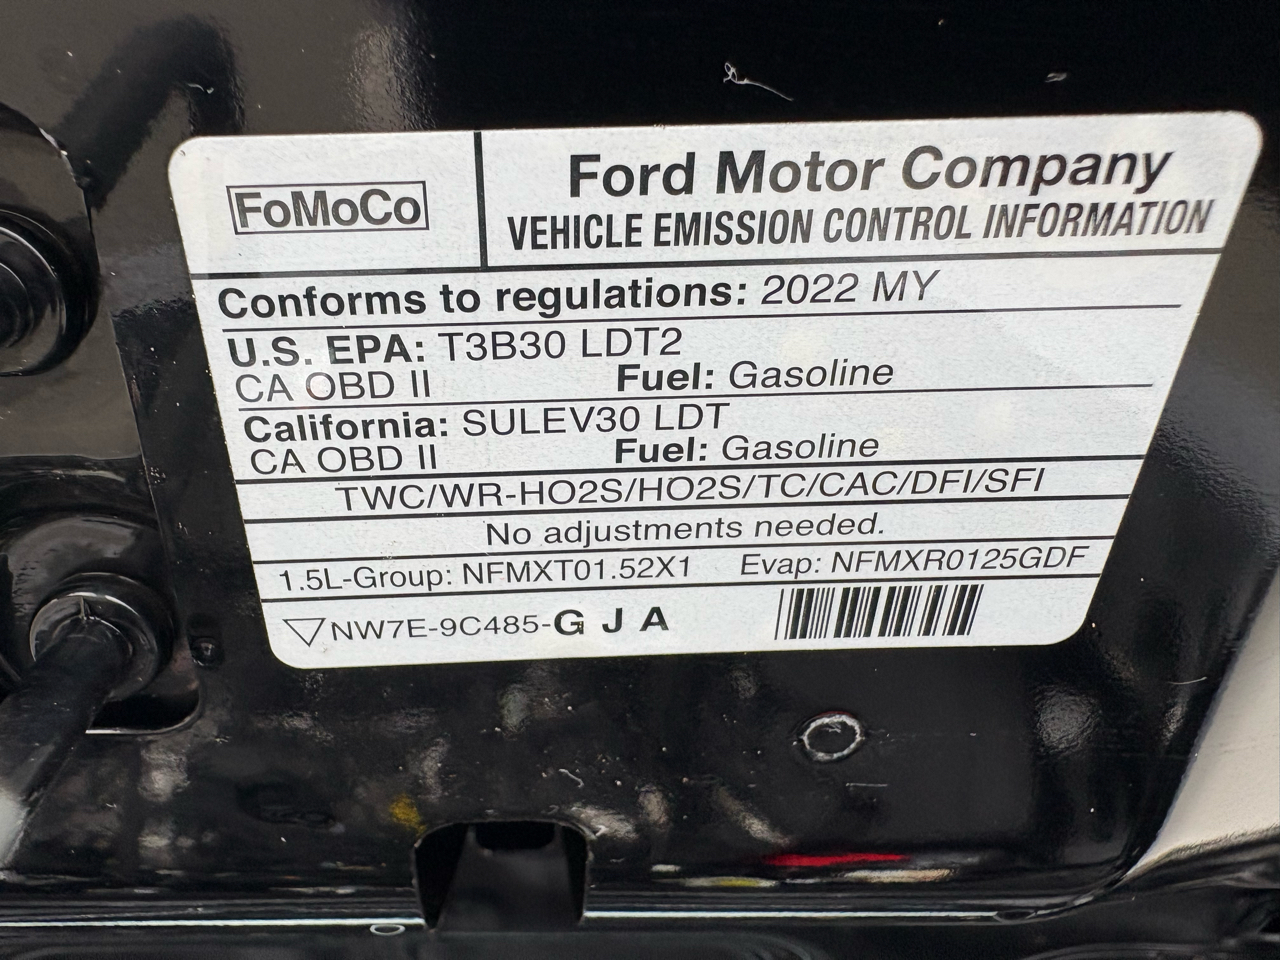 FoMoCo
Ford Motor Company
VEHICLE EMISSION CONTROL INFORMATION
Conforms to regulations: 2022 MY
U.S. EPA: T3B30 LDT2
CA OBD II Fuel: Gasoline
California: SULEV30 LDT
CA OBD II Fuel: Gasoline
TWC/WR-HO2S/HO2S/TC/CAC/DFI/SFI
No adjustments needed.
1.5L-Group: NFMXT01.52X1 Evap: NFMXR0125GDF
NW7E-9C485-G J A